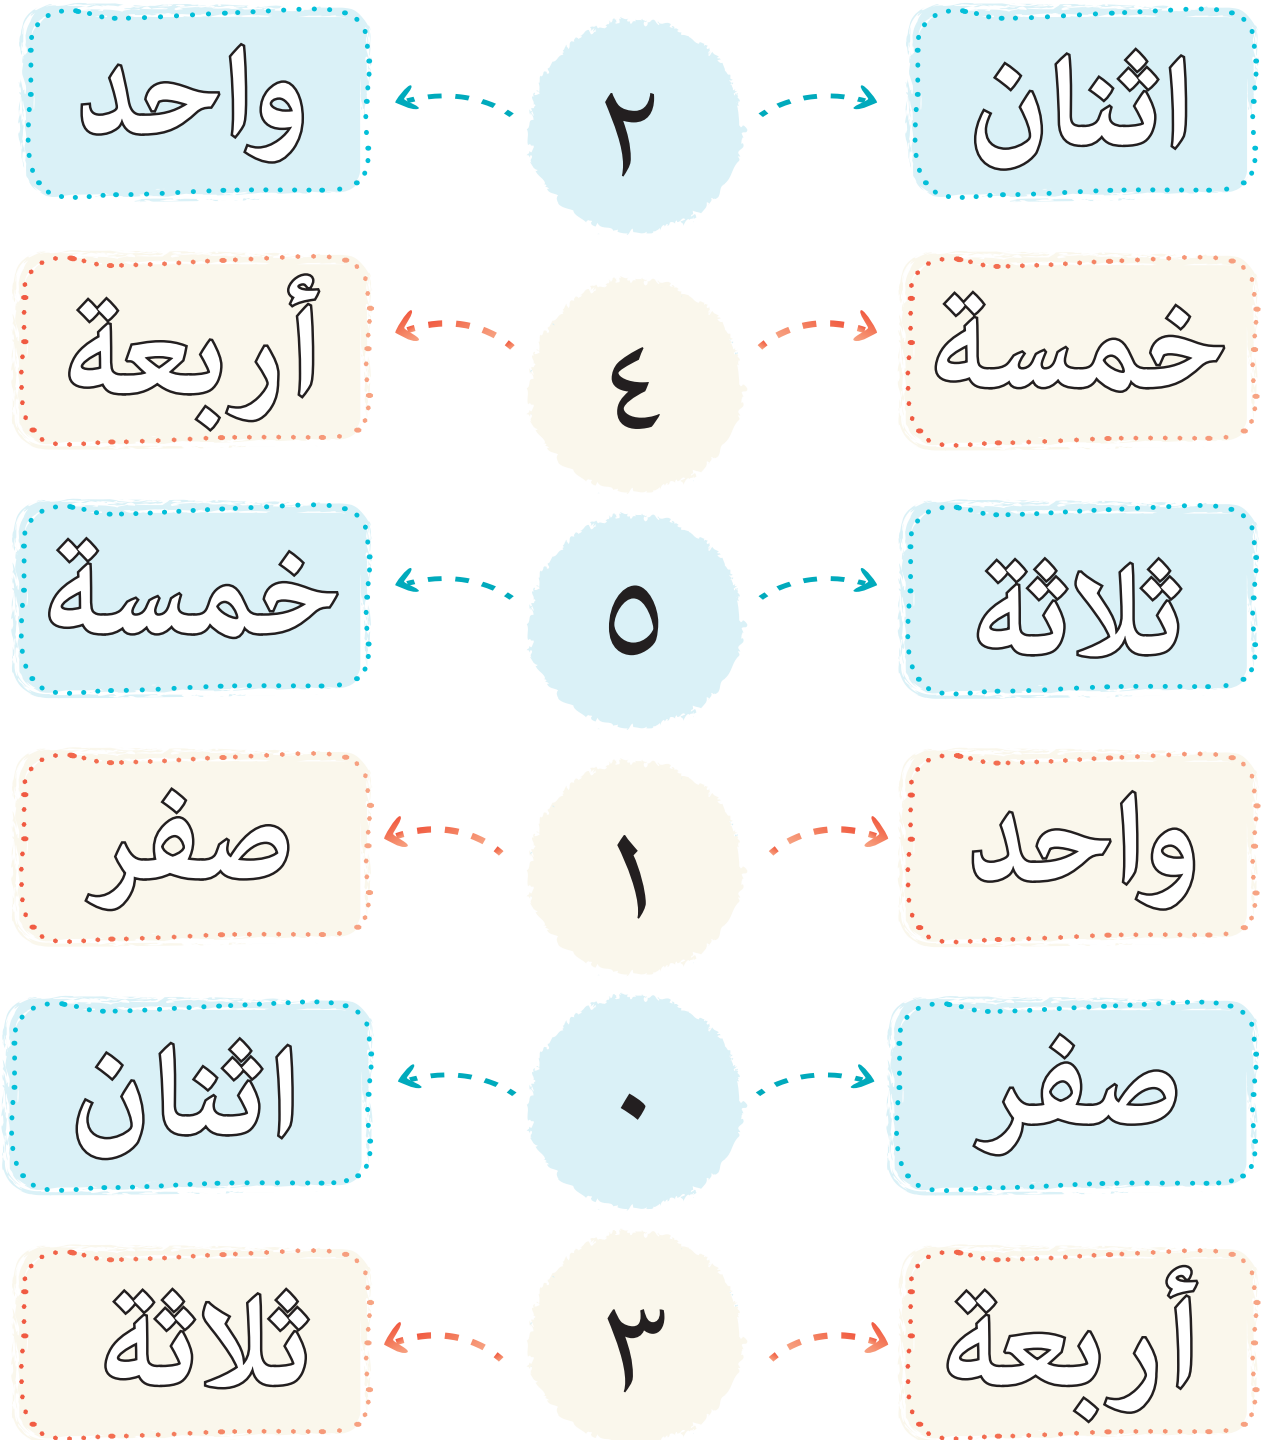 اثنان ٢ واحد
خمسة ٤ أربعة
ثلاثة ٥ خمسة
واحد ١ صفر
صفر ٠ اثنان
أربعة ٣ ثلاثة